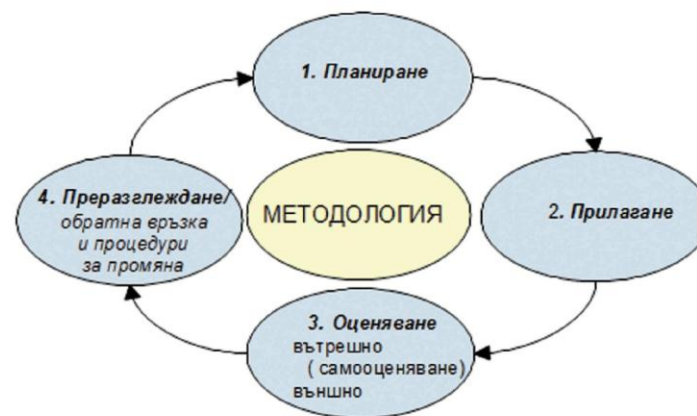 1. Планиране
2. Прилагане
3. Оценяване
вътрешно
( самооценяване)
външно
4. Преразглеждане/
обратна връзка
и процедури
за промяна
МЕТОДОЛОГИЯ